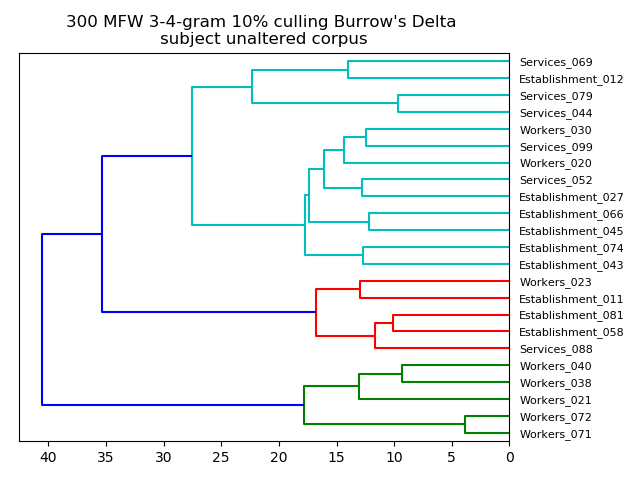 300 MFW 3-4-gram 10% culling Burrow's Delta
subject unaltered corpus
Services_069
Establishment_012
Services_079
Services_044
Workers_030
Services_099
Workers_020
Services_052
Establishment_027
Establishment_066
Establishment_045
Establishment_074
Establishment_043
Workers_023
Establishment_011
Establishment_081
Establishment_058
Services_088
Workers_040
Workers_038
Workers_021
Workers_072
Workers_071
40 35 30 25 20 15 10 5 0